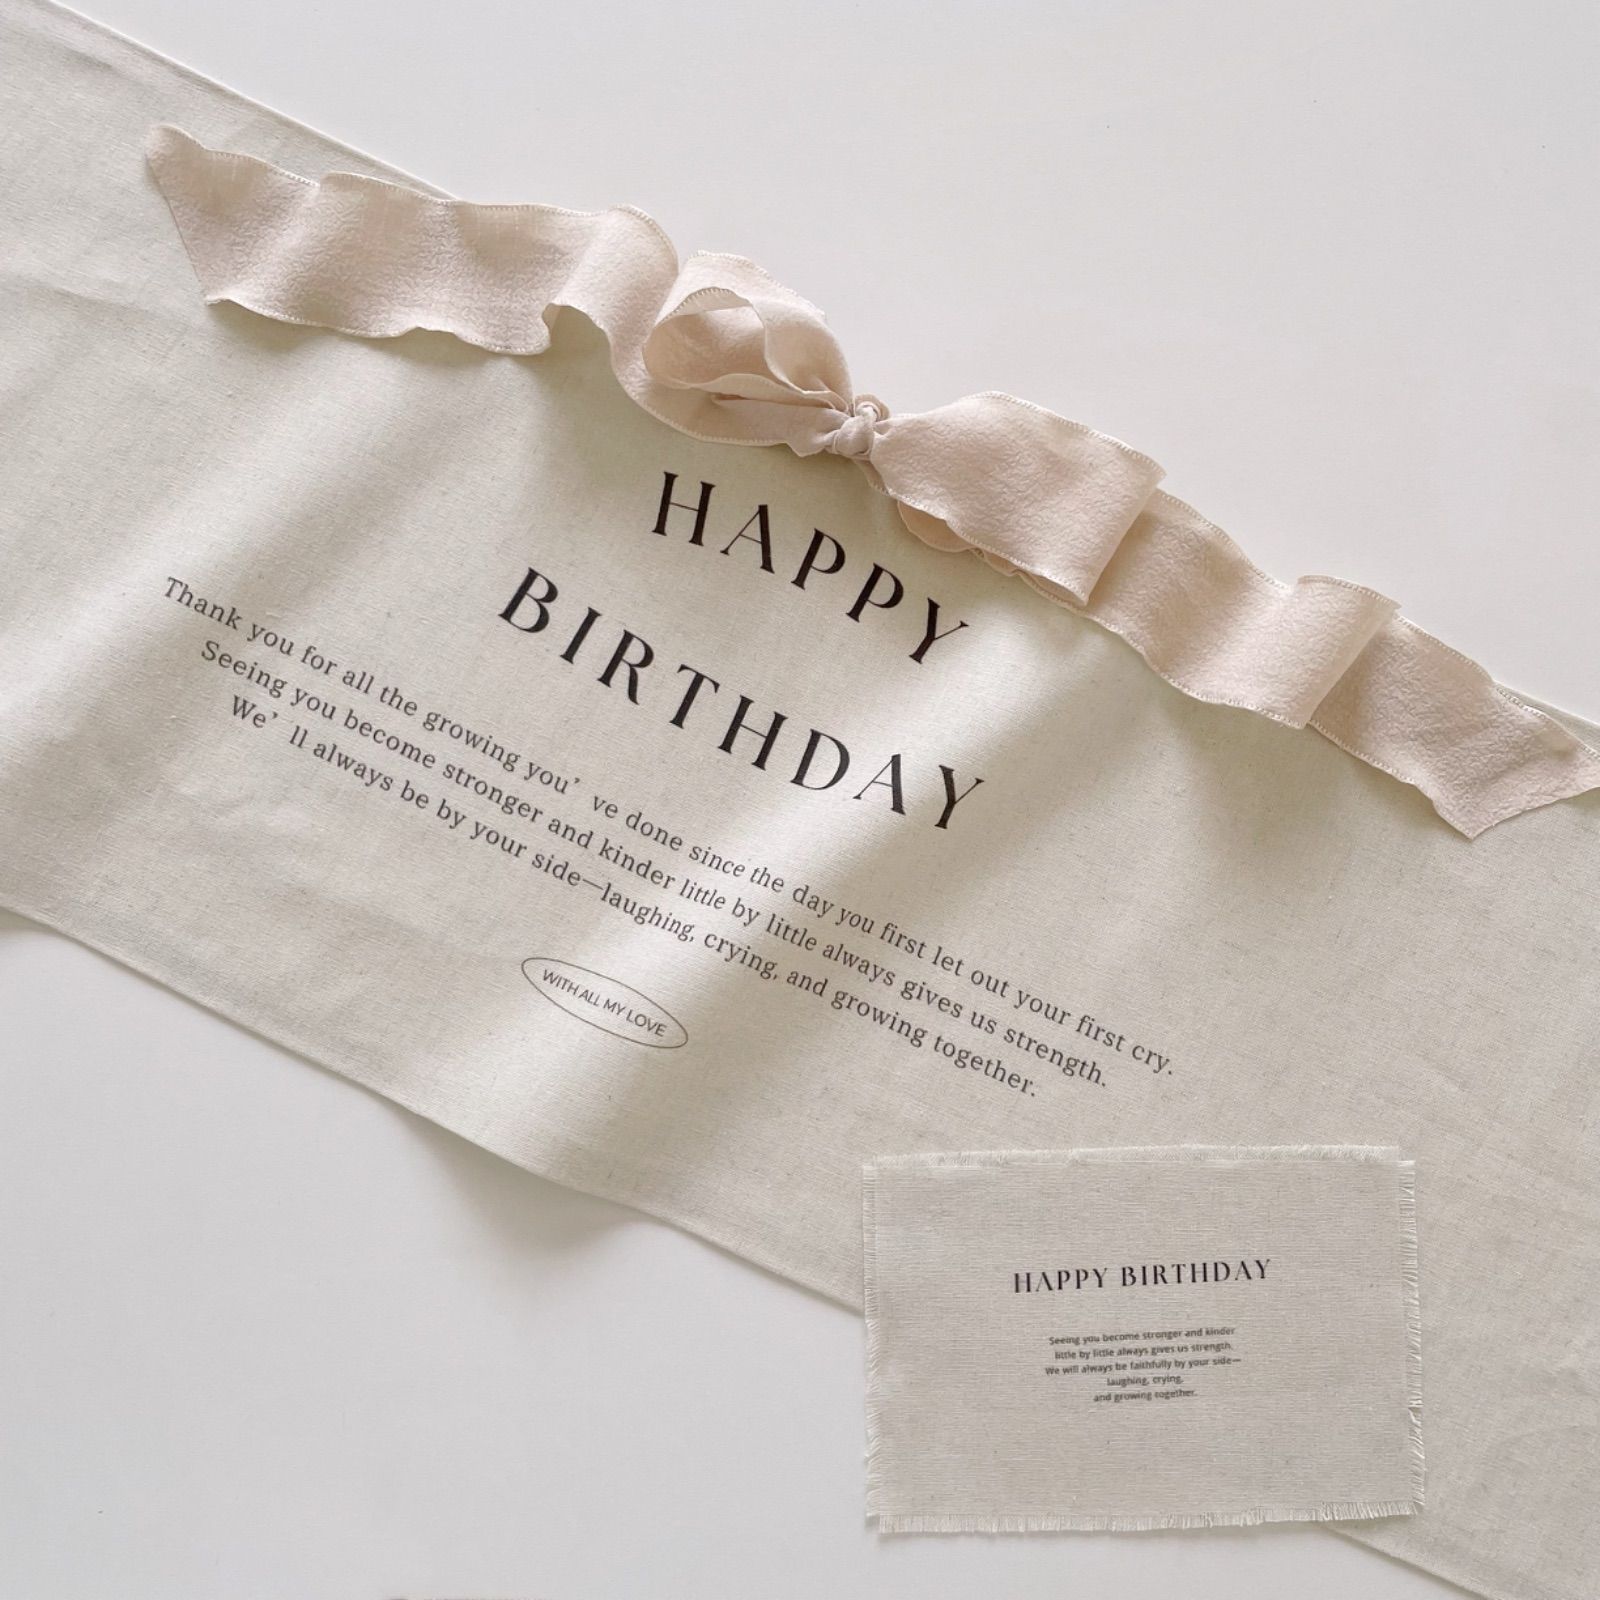 HAPPY
BIRTHDAY
Thank you for all the growing you’ ve done since the day you first let out your first cry.
Seeing you become stronger and kinder little by little always gives us strength.
We’ ll always be by your side—laughing, crying, and growing together.
WITH ALL MY LOVE
HAPPY BIRTHDAY
Seeing you become stronger and kinder
little by little always gives us strength.
We will always be faithfully by your side—
laughing, crying,
and growing together.